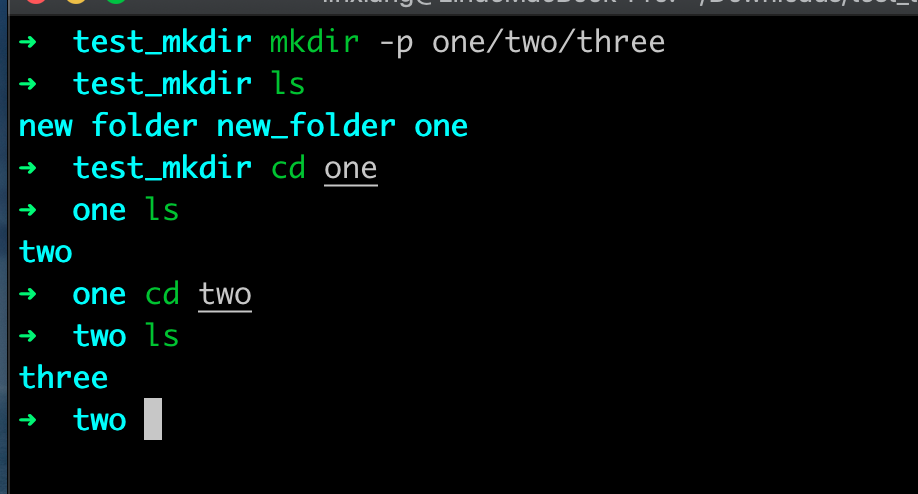 ➜ test_mkdir mkdir -p one/two/three
➜ test_mkdir ls
new folder new_folder one
➜ test_mkdir cd one
➜ one ls
two
➜ one cd two
➜ two ls
three
➜ two